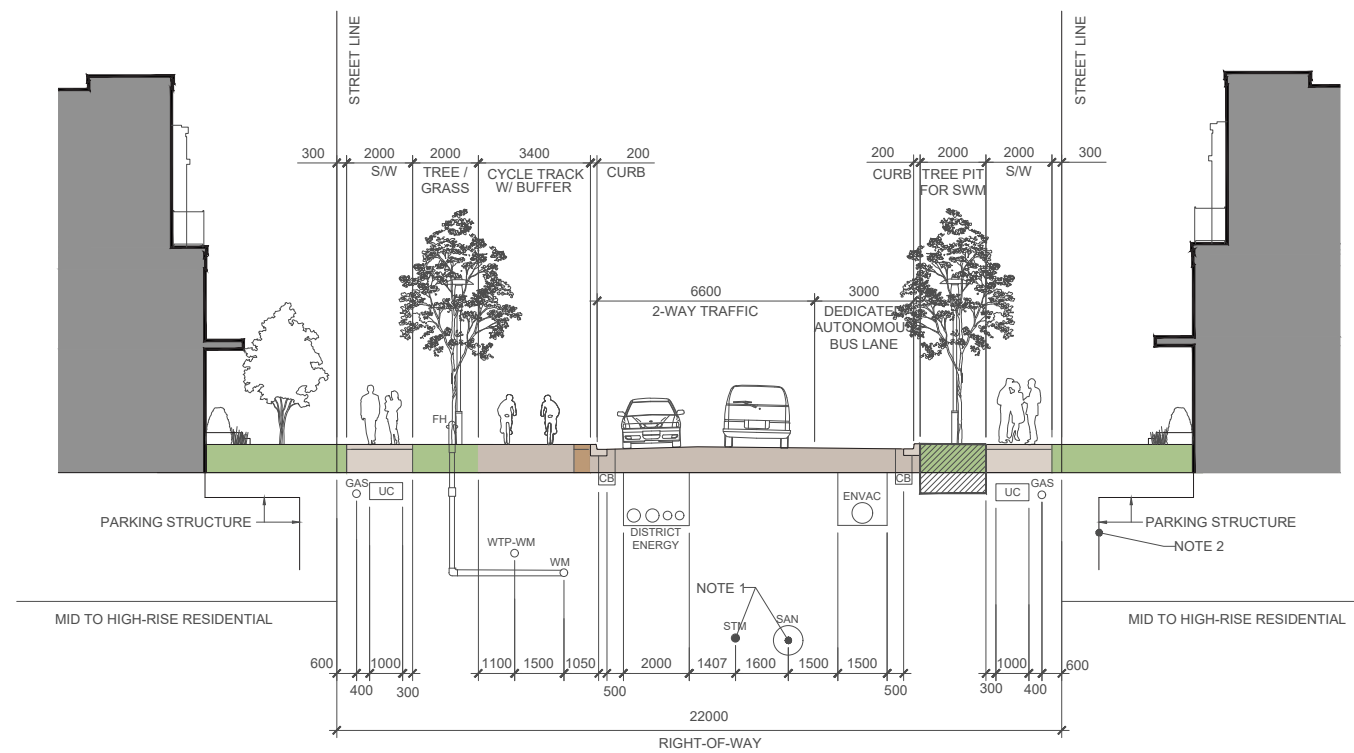 STREET LINE
STREET LINE
300
2000
S/W
2000
TREE /
GRASS
3400
CYCLE TRACK
W/ BUFFER
200
CURB
200
CURB
2000
TREE PIT
FOR SWM
2000
S/W
300
6600
2-WAY TRAFFIC
3000
DEDICATED
AUTONOMOUS
BUS LANE
FH
GAS
UC
CB
CB
UC
GAS
PARKING STRUCTURE
WTP-WM
WM
DISTRICT
ENERGY
ENVAC
PARKING STRUCTURE
NOTE 2
NOTE 1
STM
SAN
MID TO HIGH-RISE RESIDENTIAL
MID TO HIGH-RISE RESIDENTIAL
600
400
1000
300
1100
1500
1050
500
2000
1407
1600
1500
1500
500
300
1000
400
600
22000
RIGHT-OF-WAY